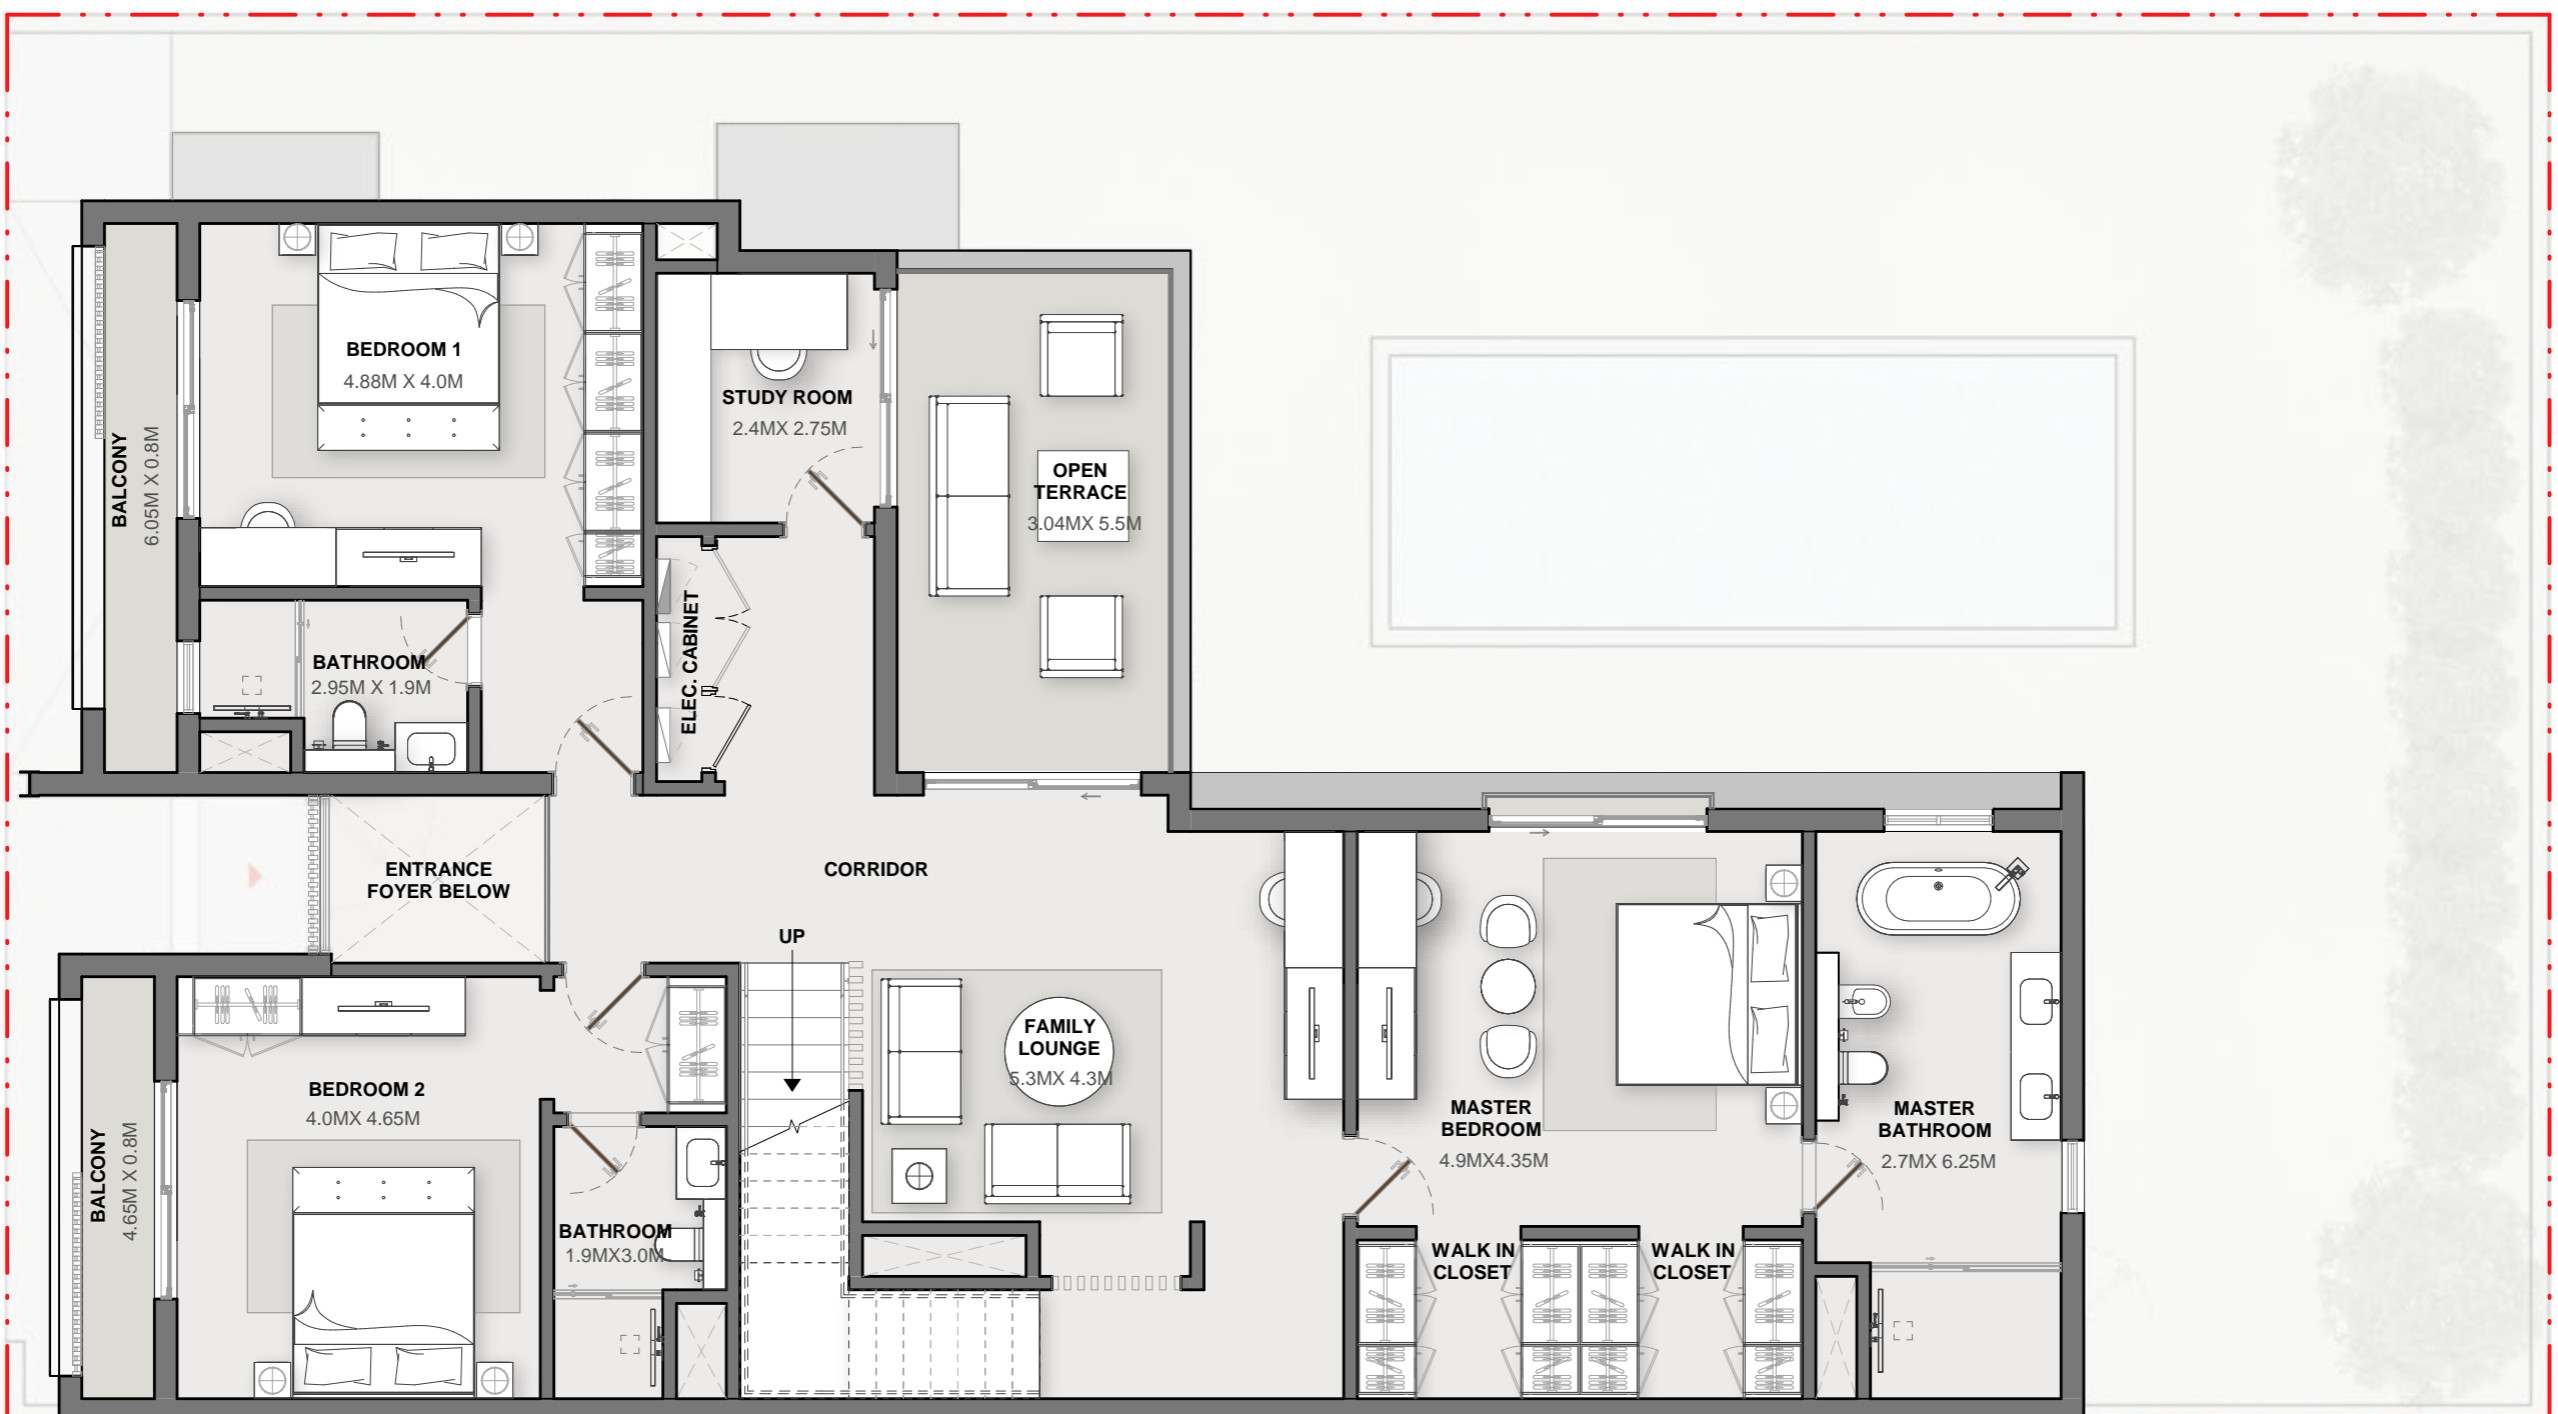 BEDROOM 1
4.88M X 4.0M
BALCONY
6.05M X 0.8M
STUDY ROOM
2.4MX 2.75M
OPEN
TERRACE
3.04MX 5.5M
ELEC. CABINET
BATHROOM
2.95M X 1.9M
ENTRANCE
FOYER BELOW
CORRIDOR
UP
BEDROOM 2
4.0MX 4.65M
BALCONY
4.65M X 0.8M
BATHROOM
1.9MX3.0M
FAMILY
LOUNGE
5.3MX 4.3M
MASTER
BEDROOM
4.9MX4.35M
MASTER
BATHROOM
2.7MX 6.25M
WALK IN
CLOSET
WALK IN
CLOSET